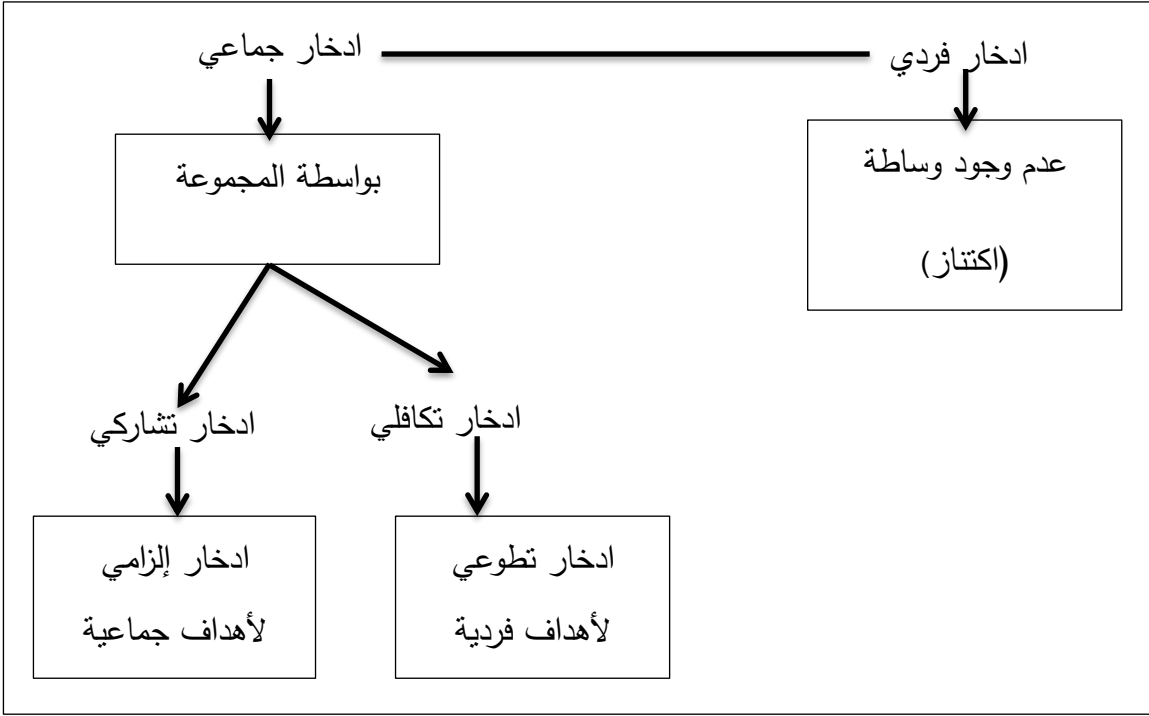 ادخار فردي
ادخار جماعي
عدم وجود وساطة
(اكتناز)
بواسطة المجموعة
ادخار تكافلي
ادخار تشاركي
ادخار تطوعي
لأهداف فردية
ادخار إلزامي
لأهداف جماعية